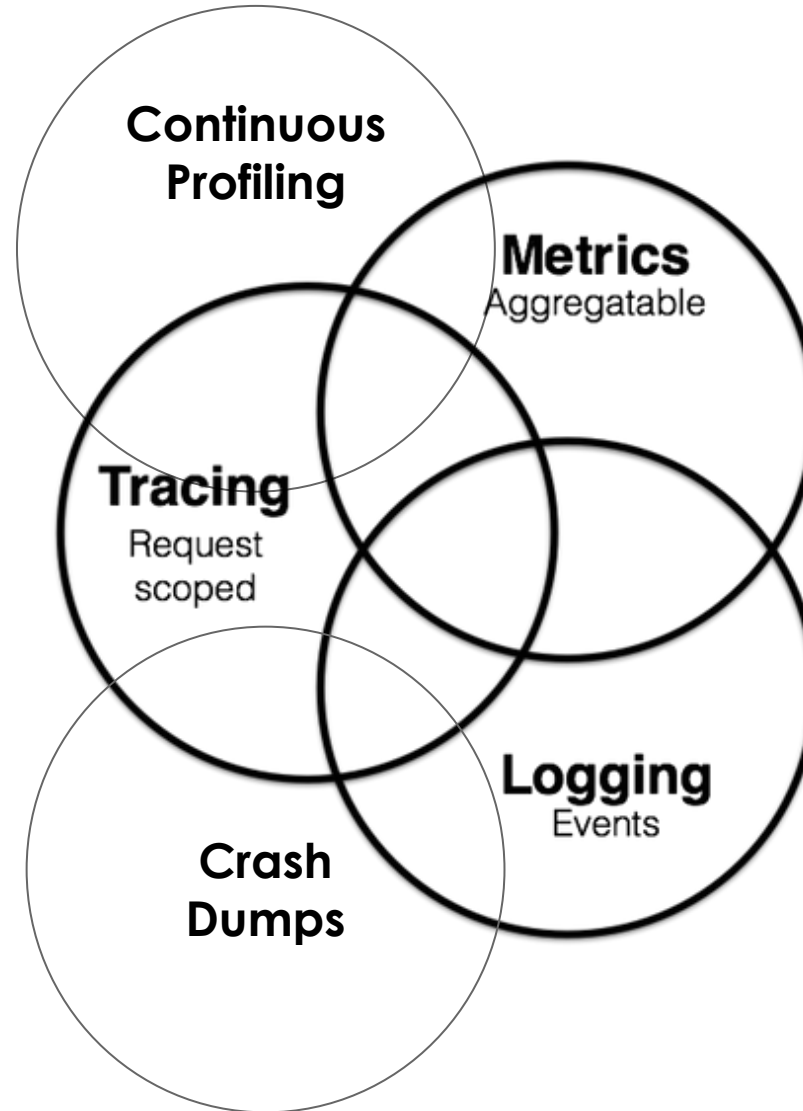 Continuous
Profiling
Metrics
Aggregatable
Tracing
Request
scoped
Logging
Events
Crash
Dumps